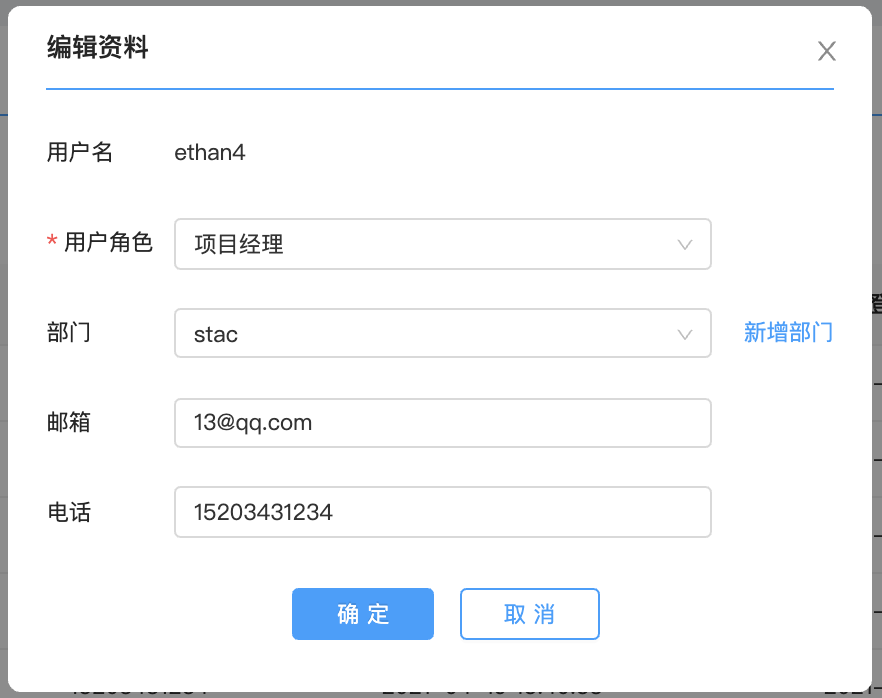 编辑资料
用户名 ethan4
* 用户角色 项目经理
部门 stac 新增部门
邮箱 13@qq.com
电话 15203431234
确 定 取 消